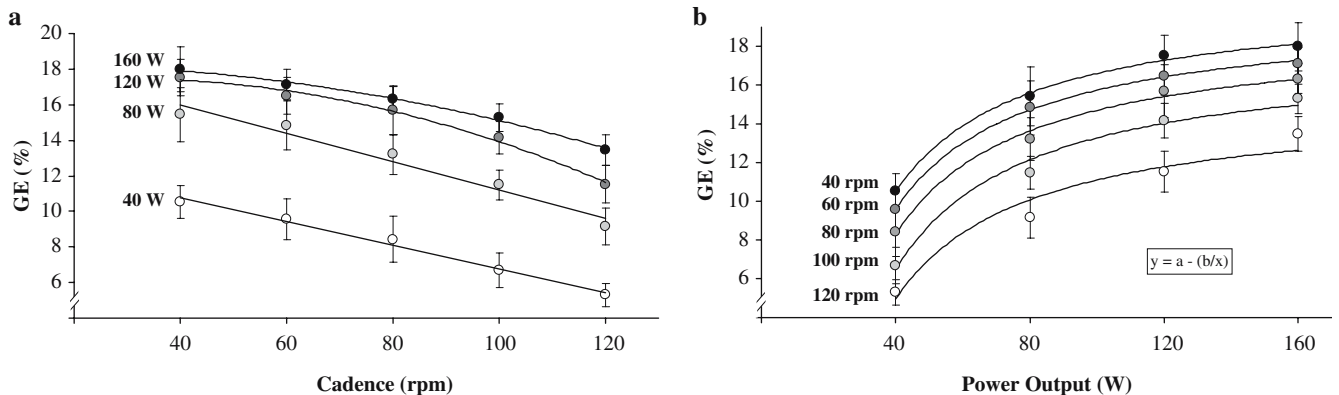 a
20
18
16
14
12
10
8
6
GE (%)
160 W
120 W
80 W
40 W
40 60 80 100 120
Cadence (rpm)
b
18
16
14
12
10
8
6
GE (%)
40 rpm
60 rpm
80 rpm
100 rpm
120 rpm
y = a - (b/x)
0 40 80 120 160
Power Output (W)